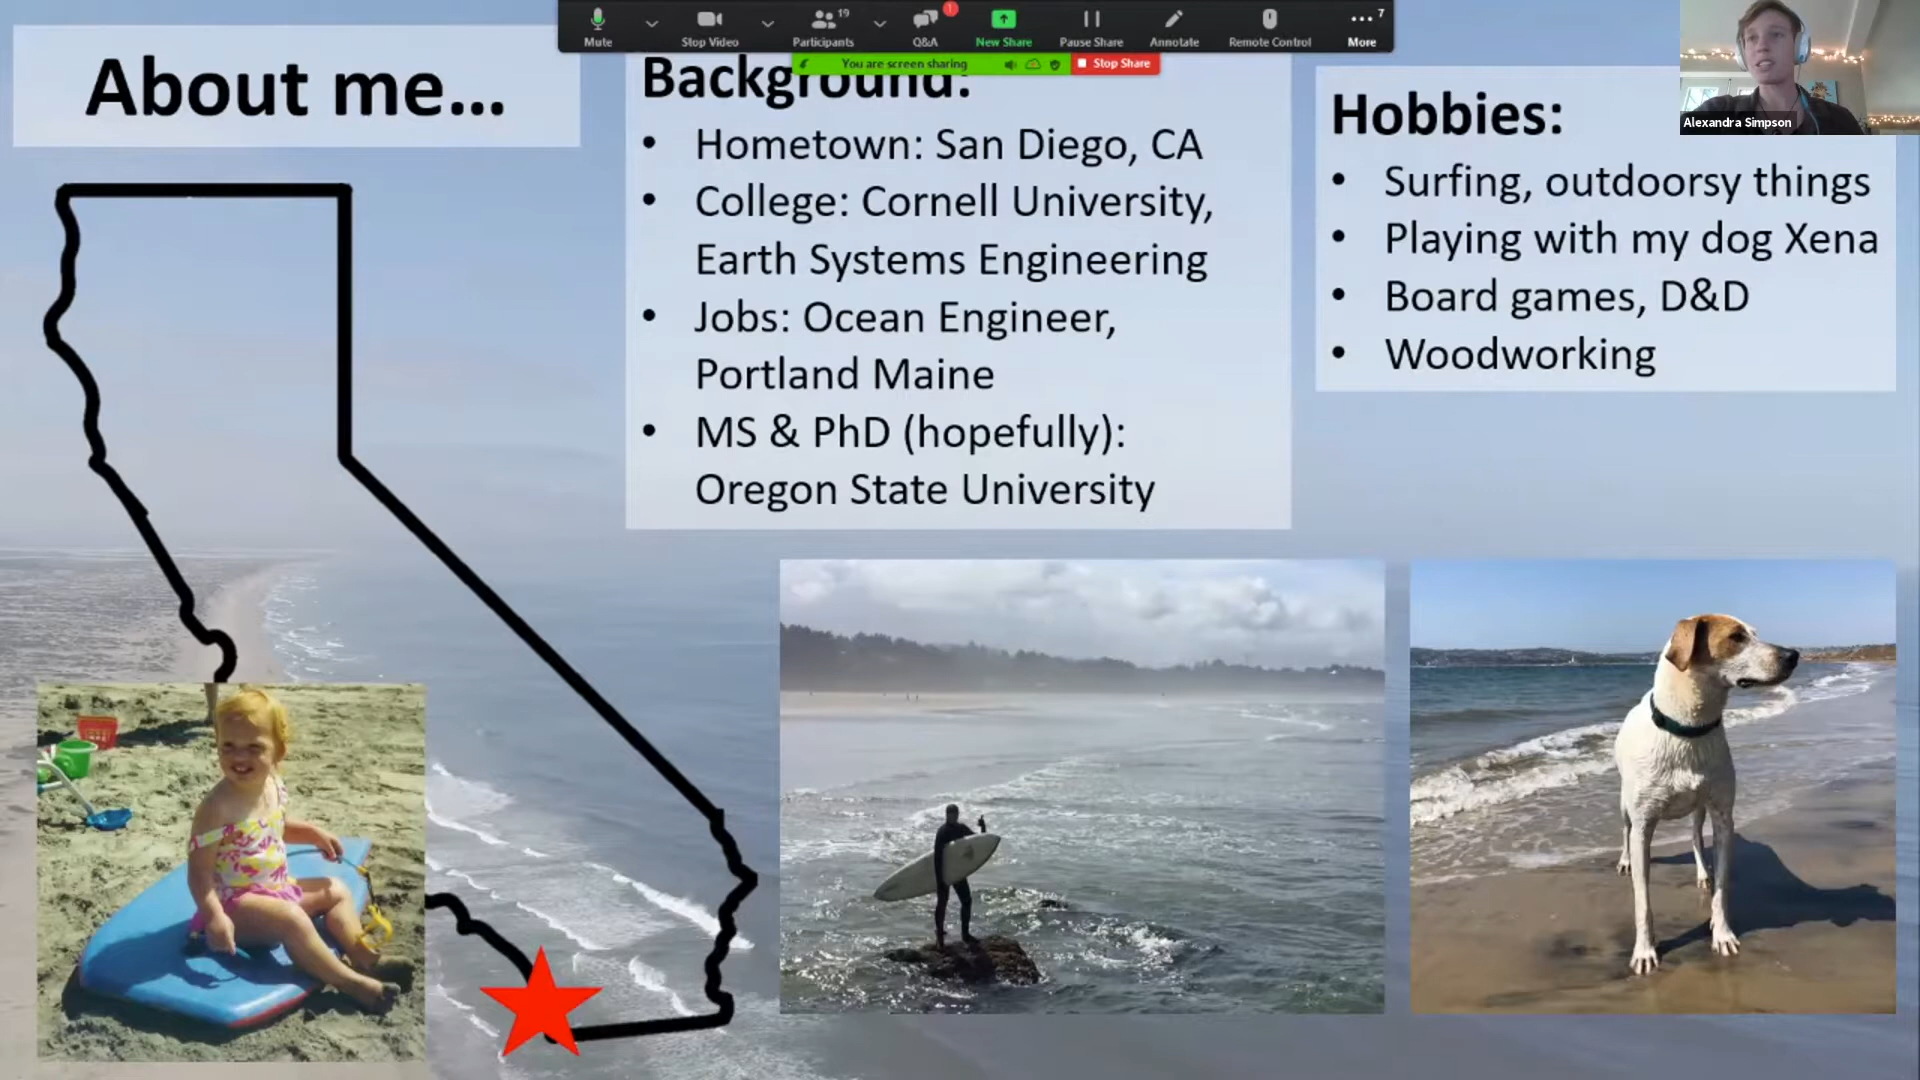 19
1
7
Mute
Stop Video
Participants
Q&A
New Share
Pause Share
Annotate
Remote Control
More
You are screen sharing
Stop Share
Alexandra Simpson
About me...
Background:
• Hometown: San Diego, CA
• College: Cornell University,
Earth Systems Engineering
• Jobs: Ocean Engineer,
Portland Maine
• MS & PhD (hopefully):
Oregon State University
Hobbies:
• Surfing, outdoorsy things
• Playing with my dog Xena
• Board games, D&D
• Woodworking